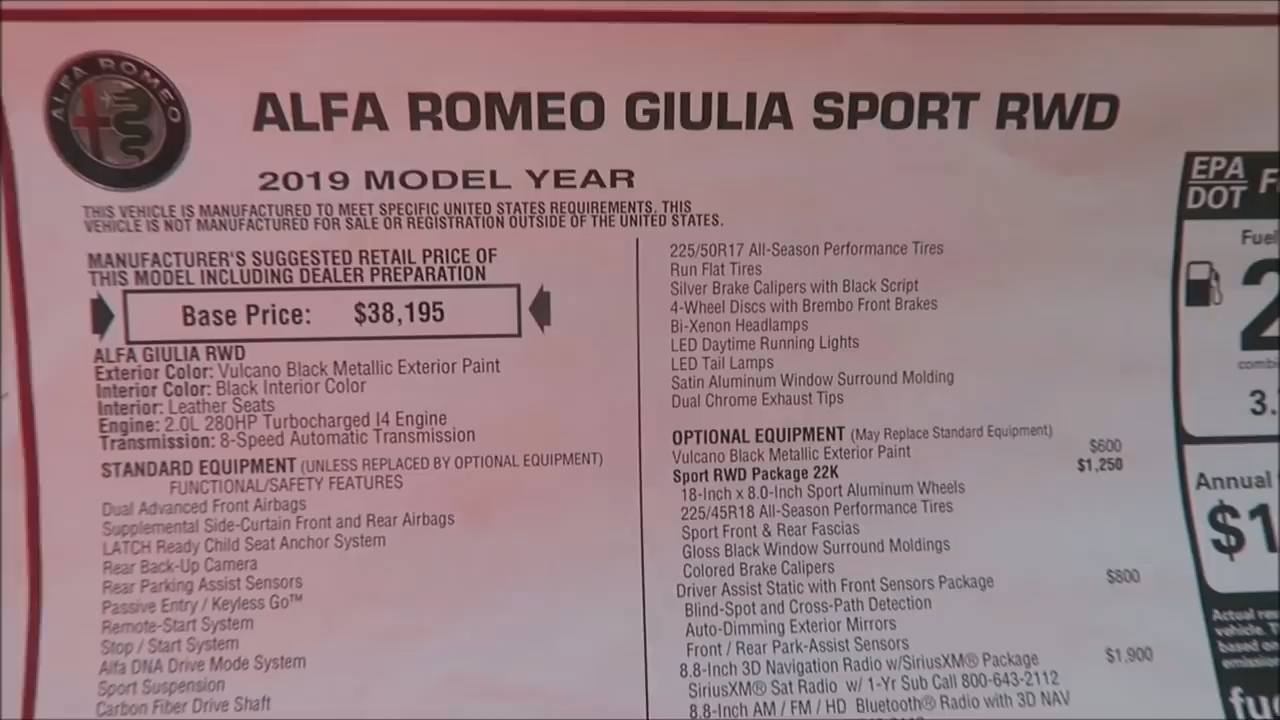 ALFA ROMEO
ALFA ROMEO GIULIA SPORT RWD
2019 MODEL YEAR
THIS VEHICLE IS MANUFACTURED TO MEET SPECIFIC UNITED STATES REQUIREMENTS. THIS
VEHICLE IS NOT MANUFACTURED FOR SALE OR REGISTRATION OUTSIDE OF THE UNITED STATES.
MANUFACTURER'S SUGGESTED RETAIL PRICE OF
THIS MODEL INCLUDING DEALER PREPARATION
Base Price: $38,195
ALFA GIULIA RWD
Exterior Color: Vulcano Black Metallic Exterior Paint
Interior Color: Black Interior Color
Interior: Leather Seats
Engine: 2.0L 280HP Turbocharged I4 Engine
Transmission: 8-Speed Automatic Transmission
STANDARD EQUIPMENT (UNLESS REPLACED BY OPTIONAL EQUIPMENT)
FUNCTIONAL/SAFETY FEATURES
Dual Advanced Front Airbags
Supplemental Side-Curtain Front and Rear Airbags
LATCH Ready Child Seat Anchor System
Rear Back-Up Camera
Rear Parking Assist Sensors
Passive Entry / Keyless Go™
Remote-Start System
Stop / Start System
Alfa DNA Drive Mode System
Sport Suspension
Carbon Fiber Drive Shaft
225/50R17 All-Season Performance Tires
Run Flat Tires
Silver Brake Calipers with Black Script
4-Wheel Discs with Brembo Front Brakes
Bi-Xenon Headlamps
LED Daytime Running Lights
LED Tail Lamps
Satin Aluminum Window Surround Molding
Dual Chrome Exhaust Tips
OPTIONAL EQUIPMENT (May Replace Standard Equipment)
Vulcano Black Metallic Exterior Paint $600
Sport RWD Package 22K $1,250
18-Inch x 8.0-Inch Sport Aluminum Wheels
225/45R18 All-Season Performance Tires
Sport Front & Rear Fascias
Gloss Black Window Surround Moldings
Colored Brake Calipers
Driver Assist Static with Front Sensors Package $800
Blind-Spot and Cross-Path Detection
Auto-Dimming Exterior Mirrors
Front / Rear Park-Assist Sensors
8.8-Inch 3D Navigation Radio w/SiriusXM® Package $1,900
SiriusXM® Sat Radio w/ 1-Yr Sub Call 800-643-2112
8.8-Inch AM / FM / HD Bluetooth® Radio with 3D NAV
EPA
DOT
F
Fuel
2
combi
3.
Annual
$1
Actual res
vehicle. T
based on
emission
fue